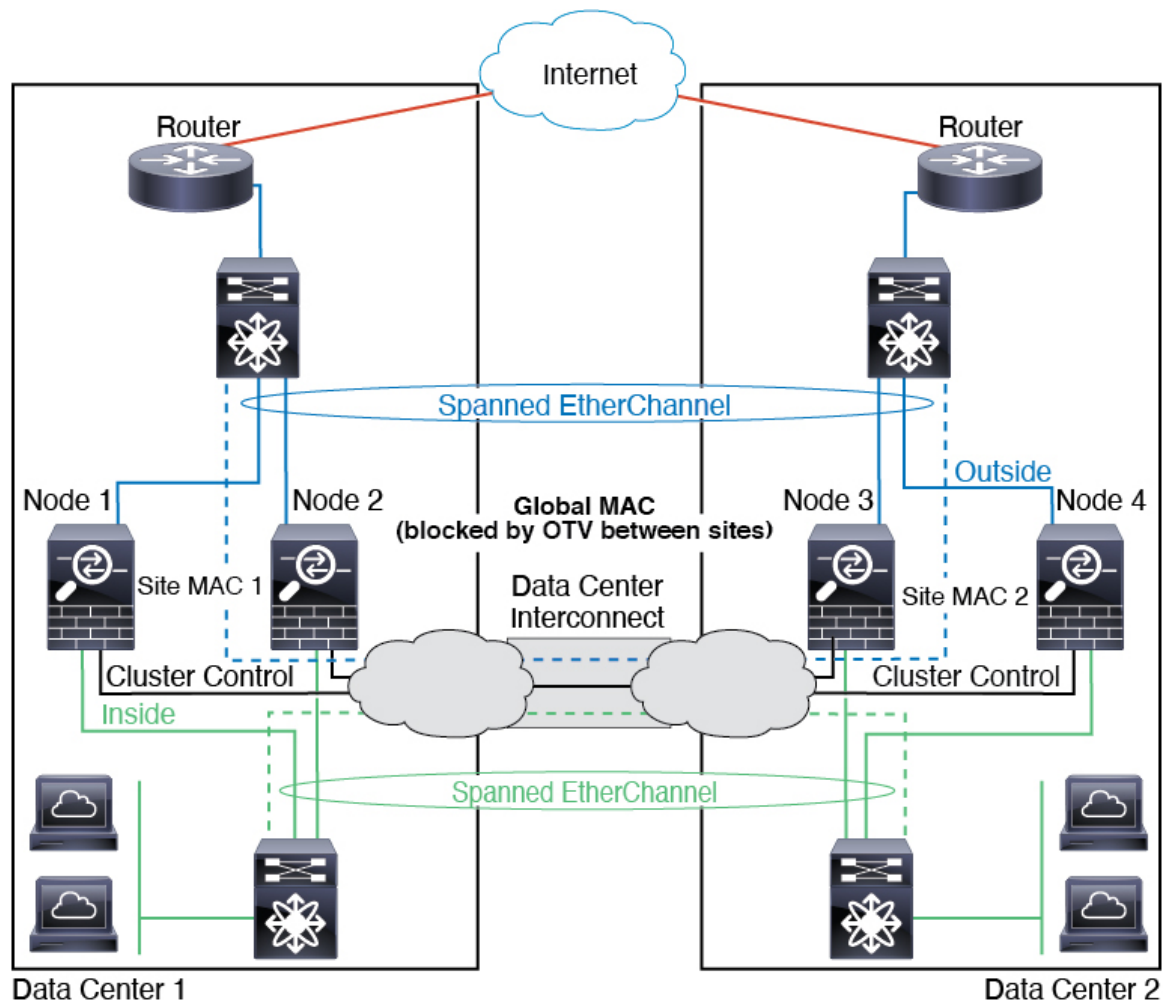 Internet
Router
Router
Spanned EtherChannel
Outside
Node 1
Node 2
Global MAC
(blocked by OTV between sites)
Node 3
Node 4
Site MAC 1
Data Center
Interconnect
Site MAC 2
Cluster Control
Cluster Control
Inside
Spanned EtherChannel
Data Center 1
Data Center 2